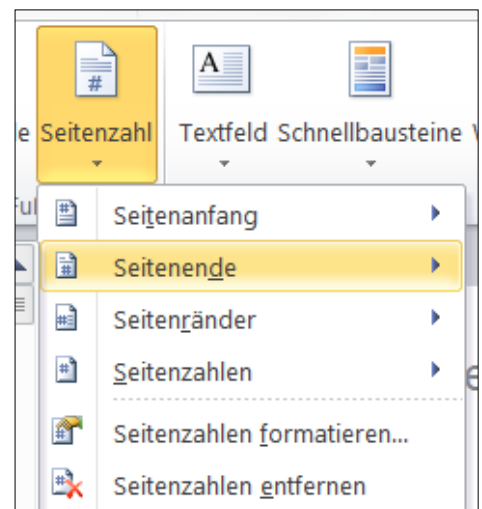 Seitenzahl Textfeld Schnellbausteine
Seitenanfang
Seitenende
Seitenränder
Seitenzahlen
Seitenzahlen formatieren...
Seitenzahlen entfernen